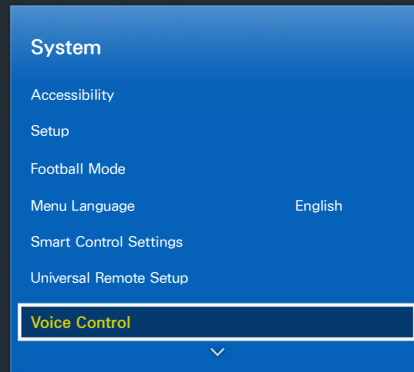 System
Accessibility
Setup
Football Mode
Menu Language English
Smart Control Settings
Universal Remote Setup
Voice Control